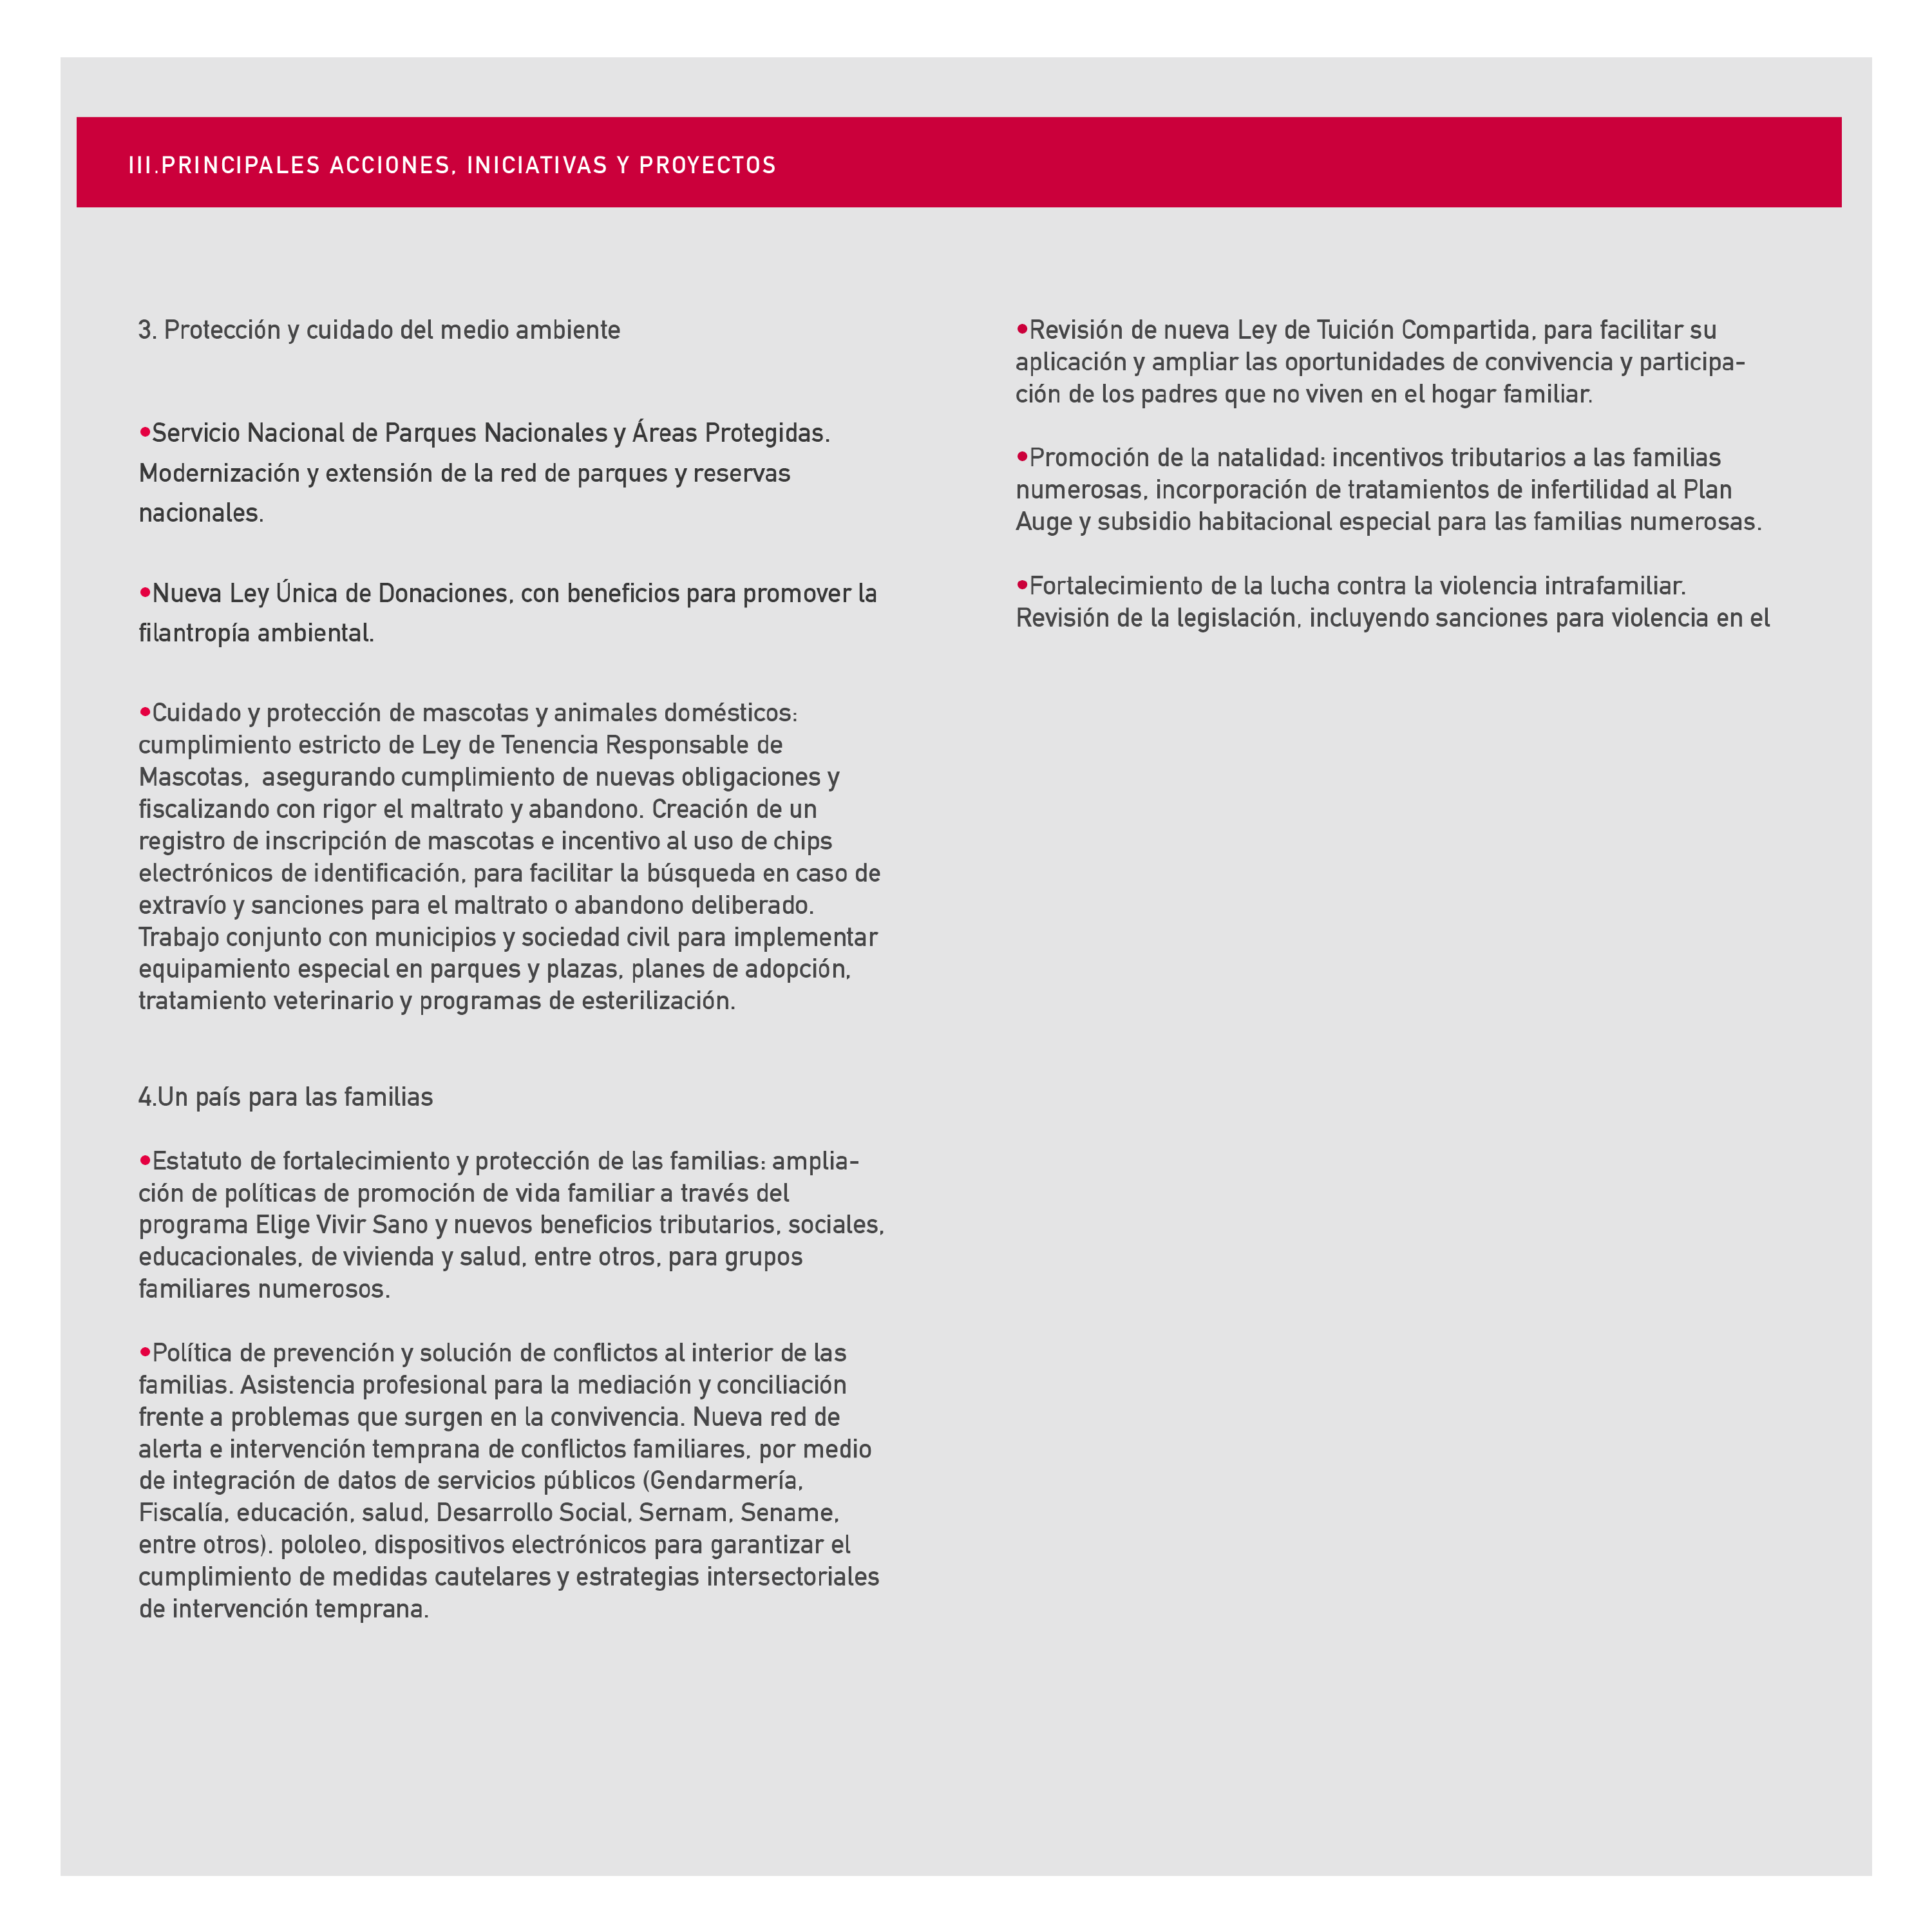 III.PRINCIPALES ACCIONES, INICIATIVAS Y PROYECTOS
3. Protección y cuidado del medio ambiente
•Servicio Nacional de Parques Nacionales y Áreas Protegidas.
Modernización y extensión de la red de parques y reservas
nacionales.
•Nueva Ley Única de Donaciones, con beneficios para promover la
filantropía ambiental.
•Cuidado y protección de mascotas y animales domésticos:
cumplimiento estricto de Ley de Tenencia Responsable de
Mascotas,  asegurando cumplimiento de nuevas obligaciones y
fiscalizando con rigor el maltrato y abandono. Creación de un
registro de inscripción de mascotas e incentivo al uso de chips
electrónicos de identificación, para facilitar la búsqueda en caso de
extravío y sanciones para el maltrato o abandono deliberado.
Trabajo conjunto con municipios y sociedad civil para implementar
equipamiento especial en parques y plazas, planes de adopción,
tratamiento veterinario y programas de esterilización.
4.Un país para las familias
•Estatuto de fortalecimiento y protección de las familias: amplia-
ción de políticas de promoción de vida familiar a través del
programa Elige Vivir Sano y nuevos beneficios tributarios, sociales,
educacionales, de vivienda y salud, entre otros, para grupos
familiares numerosos.
•Política de prevención y solución de conflictos al interior de las
familias. Asistencia profesional para la mediación y conciliación
frente a problemas que surgen en la convivencia. Nueva red de
alerta e intervención temprana de conflictos familiares, por medio
de integración de datos de servicios públicos (Gendarmería,
Fiscalía, educación, salud, Desarrollo Social, Sernam, Sename,
entre otros). pololeo, dispositivos electrónicos para garantizar el
cumplimiento de medidas cautelares y estrategias intersectoriales
de intervención temprana.
•Revisión de nueva Ley de Tuición Compartida, para facilitar su
aplicación y ampliar las oportunidades de convivencia y participa-
ción de los padres que no viven en el hogar familiar.
•Promoción de la natalidad: incentivos tributarios a las familias
numerosas, incorporación de tratamientos de infertilidad al Plan
Auge y subsidio habitacional especial para las familias numerosas.
•Fortalecimiento de la lucha contra la violencia intrafamiliar.
Revisión de la legislación, incluyendo sanciones para violencia en el